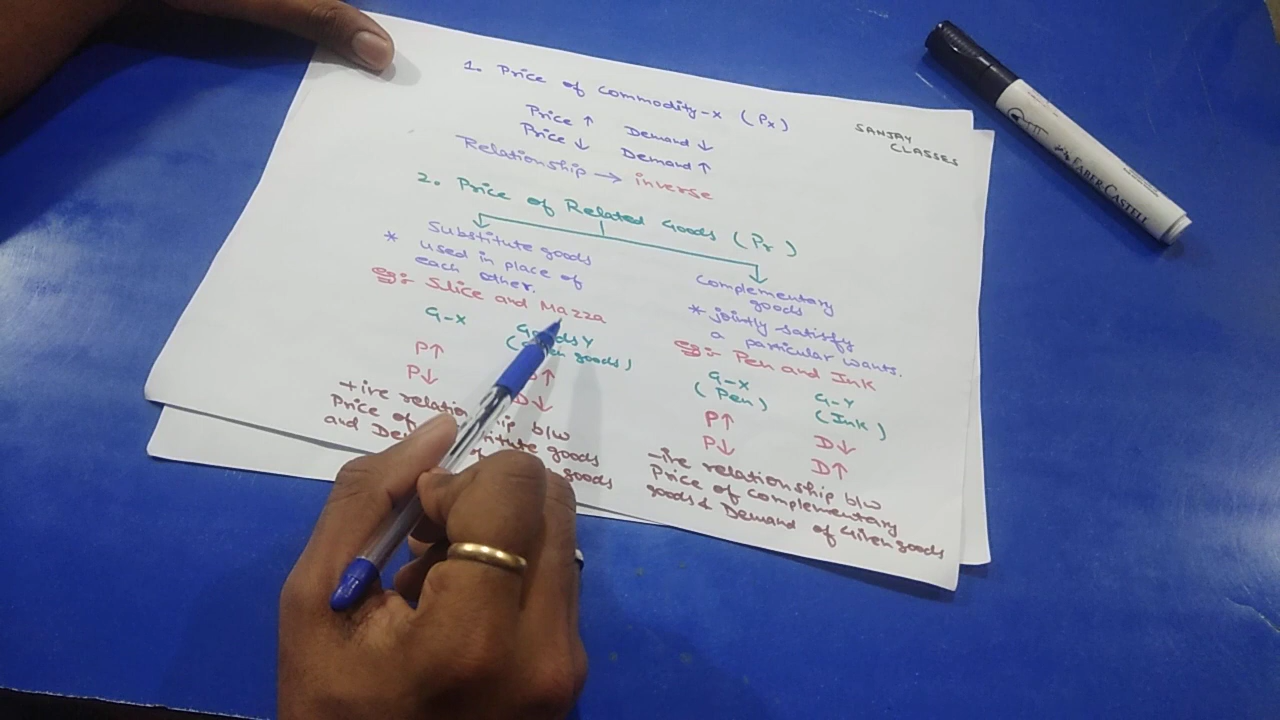 1. Price of Commodity-x (Px)
Price ↑ Demand ↓
Price ↓ Demand ↑
Relationship → inverse
SANJAY
CLASSES
2. Price of Related Goods (Pr)
Substitute goods
* used in place of
each other.
eg:- Slice and Mazza
G-X Goods Y
goods)
P↑ D↑
P↓ D↓
+ive b/w
Price of goods
and goods
Complementary
goods
* jointly satisfy
a particular wants.
eg:- Pen and Ink
G-X G-Y
(Pen) (Ink)
P↑ D↓
P↓ D↑
-ive relationship b/w
Price of complementary
goods & Demand of Given goods
FABER-CASTELL